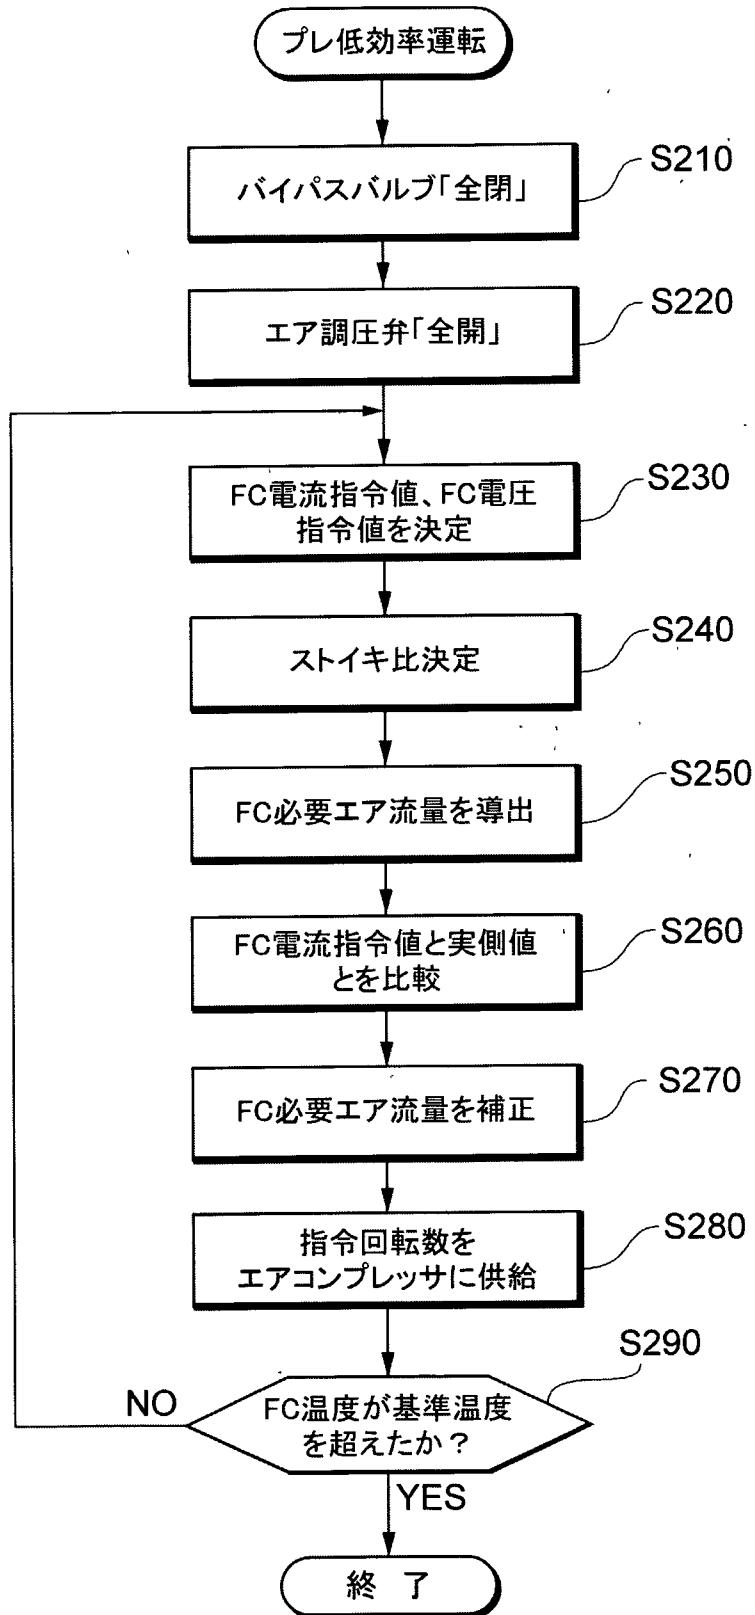 プレ低効率運転
バイパスバルブ「全閉」
S210
エア調圧弁「全開」
S220
FC電流指令値、FC電圧
指令値を決定
S230
ストイキ比決定
S240
FC必要エア流量を導出
S250
FC電流指令値と実側値
とを比較
S260
FC必要エア流量を補正
S270
指令回転数を
エアコンプレッサに供給
S280
FC温度が基準温度
を超えたか？
S290
NO
YES
終 了